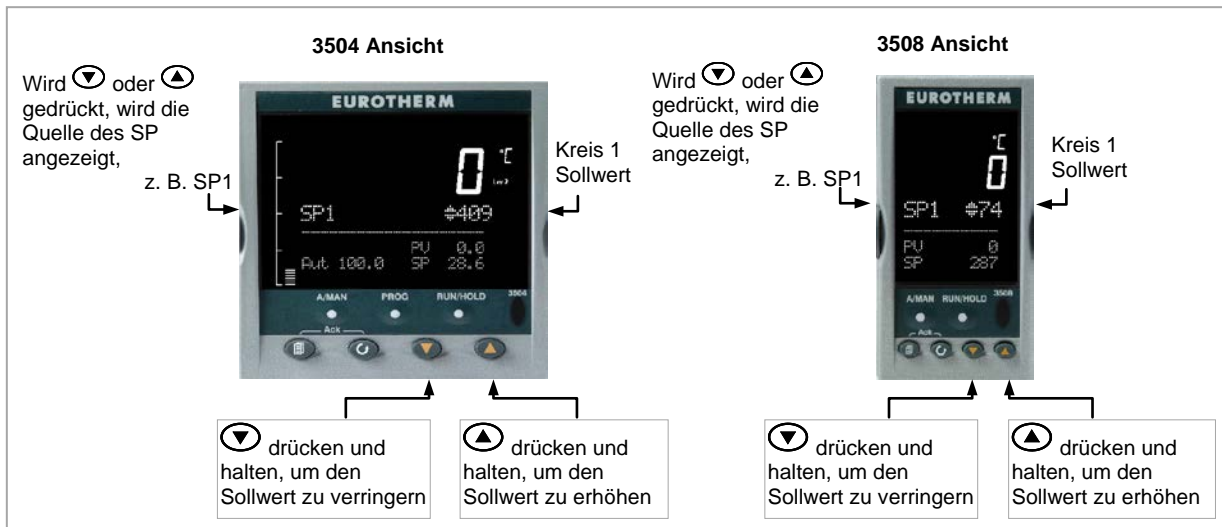 3504 Ansicht
Wird ▼ oder ▲
gedrückt, wird die
Quelle des SP
angezeigt,
z. B. SP1
EUROTHERM
°C
0
Lev3
SP1 409
PV 0.0
Aut 100.0 SP 28.6
A/MAN PROG RUN/HOLD 3504
Ack
Kreis 1
Sollwert
▼ drücken und
halten, um den
Sollwert zu verringern
▲ drücken und
halten, um den
Sollwert zu erhöhen
3508 Ansicht
Wird ▼ oder ▲
gedrückt, wird die
Quelle des SP
angezeigt,
z. B. SP1
EUROTHERM
°C
0
SP1 74
PV 0
SP 287
A/MAN RUN/HOLD 3508
Ack
Kreis 1
Sollwert
▼ drücken und
halten, um den
Sollwert zu verringern
▲ drücken und
halten, um den
Sollwert zu erhöhen